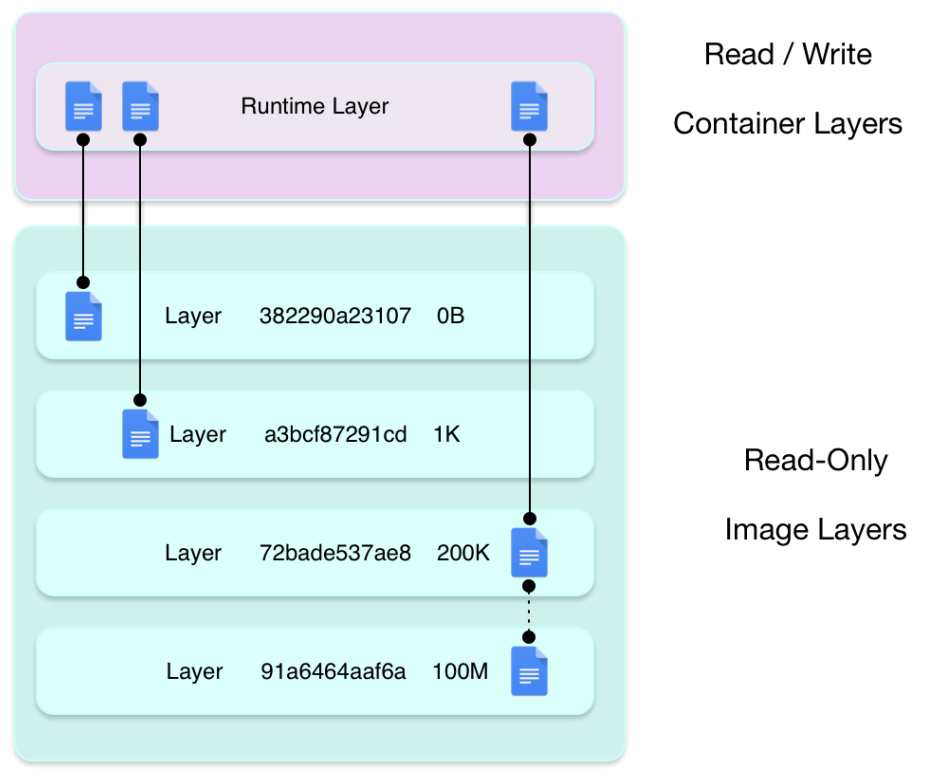 Read / Write
Container Layers
Runtime Layer
Layer 382290a23107 0B
Layer a3bcf87291cd 1K
Layer 72bade537ae8 200K
Layer 91a6464aaf6a 100M
Read-Only
Image Layers